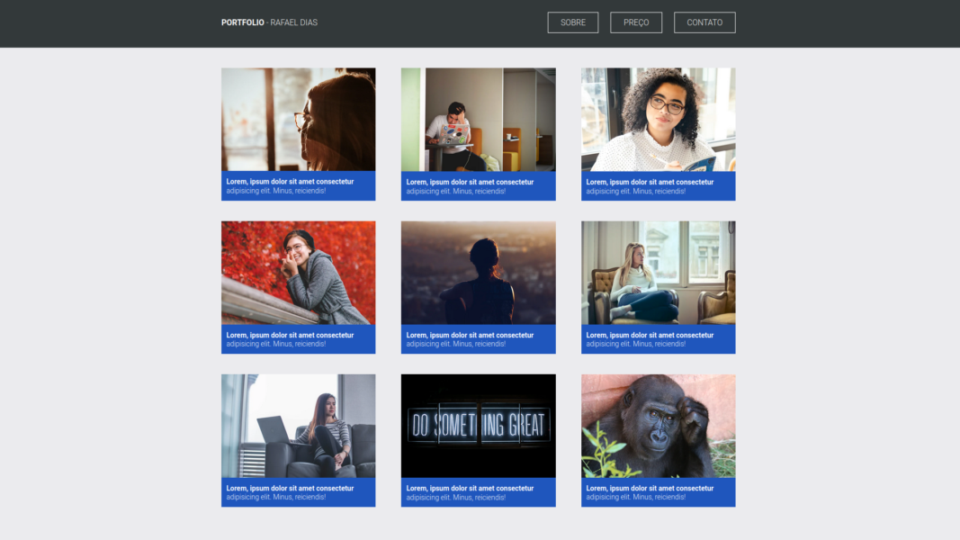 PORTFOLIO - RAFAEL DIAS
SOBRE
PREÇO
CONTATO
Lorem, ipsum dolor sit amet consectetur
adipisicing elit. Minus, reiciendis!
Lorem, ipsum dolor sit amet consectetur
adipisicing elit. Minus, reiciendis!
Lorem, ipsum dolor sit amet consectetur
adipisicing elit. Minus, reiciendis!
Lorem, ipsum dolor sit amet consectetur
adipisicing elit. Minus, reiciendis!
Lorem, ipsum dolor sit amet consectetur
adipisicing elit. Minus, reiciendis!
Lorem, ipsum dolor sit amet consectetur
adipisicing elit. Minus, reiciendis!
DO SOMETHING GREAT
Lorem, ipsum dolor sit amet consectetur
adipisicing elit. Minus, reiciendis!
Lorem, ipsum dolor sit amet consectetur
adipisicing elit. Minus, reiciendis!
Lorem, ipsum dolor sit amet consectetur
adipisicing elit. Minus, reiciendis!